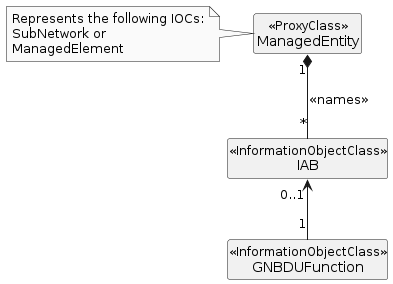 Represents the following IOCs:
SubNetwork or
ManagedElement
«ProxyClass»
ManagedEntity
1
«names»
*
«InformationObjectClass»
IAB
0..1
1
«InformationObjectClass»
GNBDUFunction